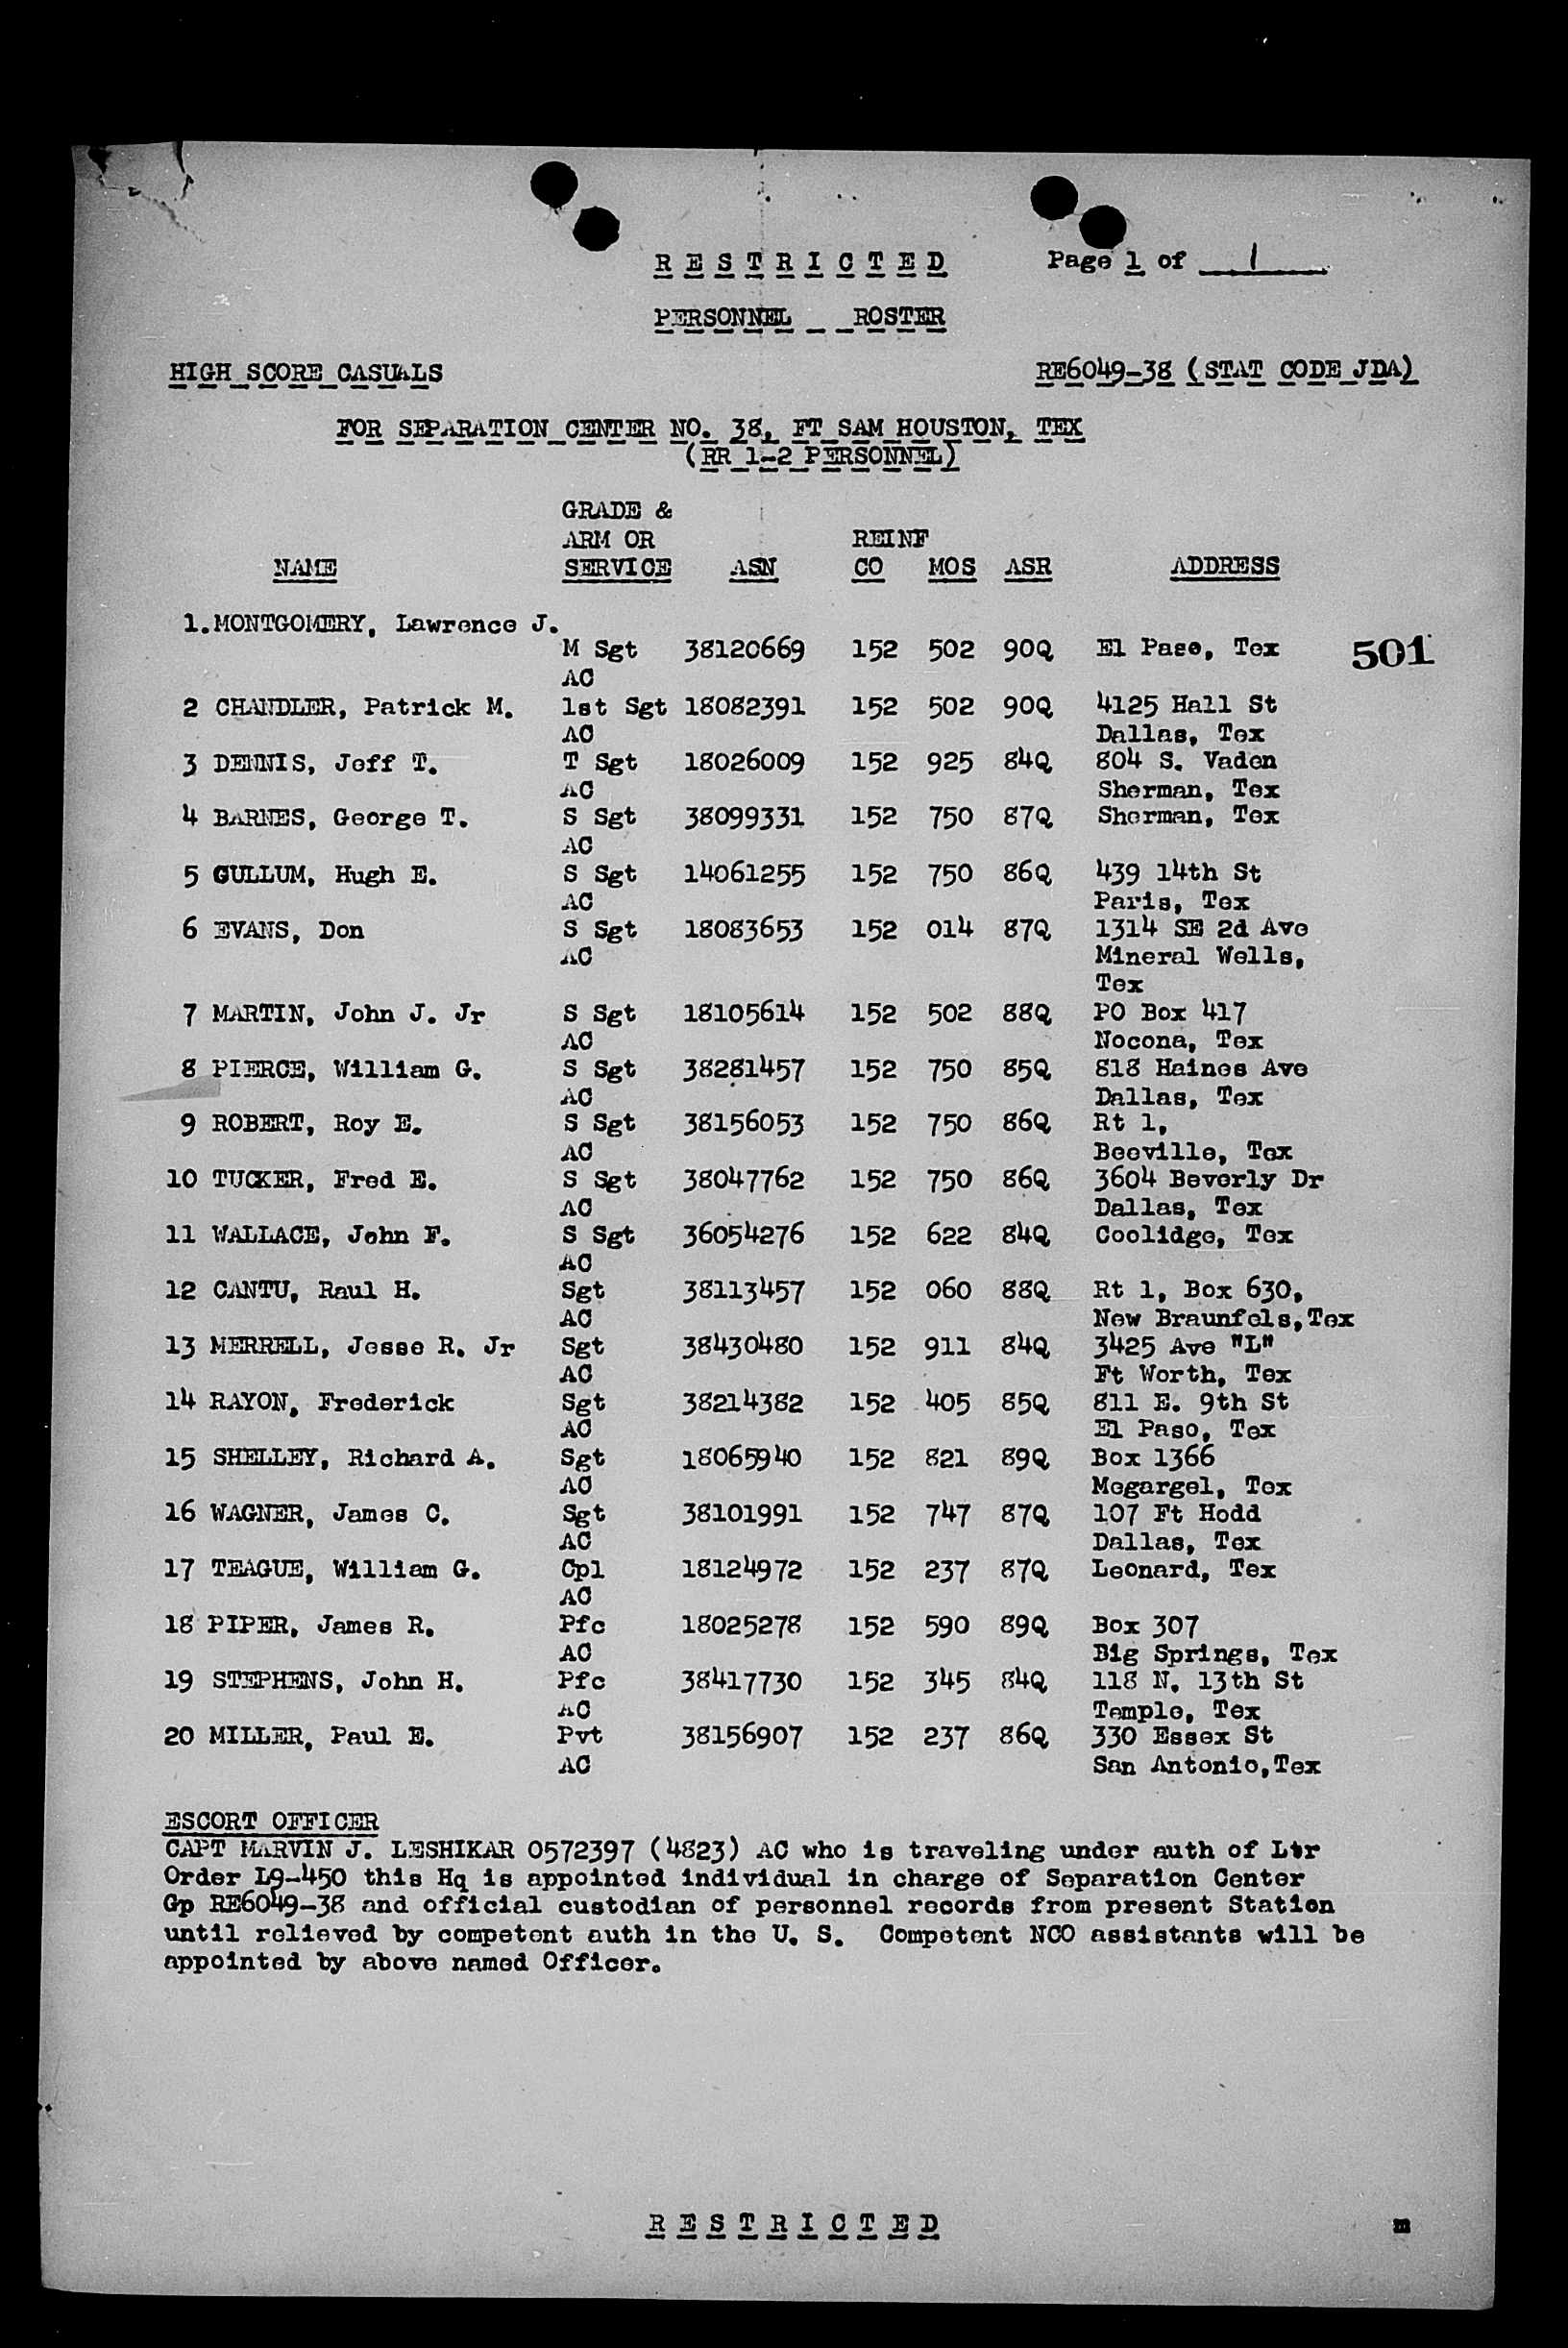 RESTRICTED Page 1 of 1
PERSONNEL ROSTER
HIGH SCORE CASUALS RE6049-38 (STAT CODE JDA)
FOR SEPARATION CENTER NO. 38, FT SAM HOUSTON, TEX
(RR 1-2 PERSONNEL)
GRADE &
ARM OR REINF
NAME SERVICE ASN CO MOS ASR ADDRESS
1. MONTGOMERY, Lawrence J.
M Sgt 38120669 152 502 90Q El Paso, Tex 501
AC
2 CHANDLER, Patrick M. 1st Sgt 18082391 152 502 90Q 4125 Hall St
AC Dallas, Tex
3 DENNIS, Jeff T. T Sgt 18026009 152 925 84Q 804 S. Vaden
AC Sherman, Tex
4 BARNES, George T. S Sgt 38099331 152 750 87Q Sherman, Tex
AC
5 GULLUM, Hugh E. S Sgt 14061255 152 750 86Q 439 14th St
AC Paris, Tex
6 EVANS, Don S Sgt 18083653 152 014 87Q 1314 SE 2d Ave
AC Mineral Wells,
Tex
7 MARTIN, John J. Jr S Sgt 18105614 152 502 88Q PO Box 417
AC Nocona, Tex
8 PIERCE, William G. S Sgt 38281457 152 750 85Q 818 Haines Ave
AC Dallas, Tex
9 ROBERT, Roy E. S Sgt 38156053 152 750 86Q Rt 1,
AC Beeville, Tex
10 TUCKER, Fred E. S Sgt 38047762 152 750 86Q 3604 Beverly Dr
AC Dallas, Tex
11 WALLACE, John F. S Sgt 36054276 152 622 84Q Coolidge, Tex
AC
12 CANTU, Raul H. Sgt 38113457 152 060 88Q Rt 1, Box 630,
AC New Braunfels,Tex
13 MERRELL, Jesse R. Jr Sgt 38430480 152 911 84Q 3425 Ave "L"
AC Ft Worth, Tex
14 RAYON, Frederick Sgt 38214382 152 405 85Q 811 E. 9th St
AC El Paso, Tex
15 SHELLEY, Richard A. Sgt 18065940 152 821 89Q Box 1366
AC Megargel, Tex
16 WAGNER, James C. Sgt 38101991 152 747 87Q 107 Ft Hodd
AC Dallas, Tex
17 TEAGUE, William G. Cpl 18124972 152 237 87Q Leonard, Tex
AC
18 PIPER, James R. Pfc 18025278 152 590 89Q Box 307
AC Big Springs, Tex
19 STEPHENS, John H. Pfc 38417730 152 345 84Q 118 N. 13th St
AC Temple, Tex
20 MILLER, Paul E. Pvt 38156907 152 237 86Q 330 Essex St
AC San Antonio,Tex
ESCORT OFFICER
CAPT MARVIN J. LESHIKAR O572397 (4823) AC who is traveling under auth of Ltr
Order L9-450 this Hq is appointed individual in charge of Separation Center
Gp RE6049-38 and official custodian of personnel records from present Station
until relieved by competent auth in the U. S. Competent NCO assistants will be
appointed by above named Officer.
RESTRICTED m